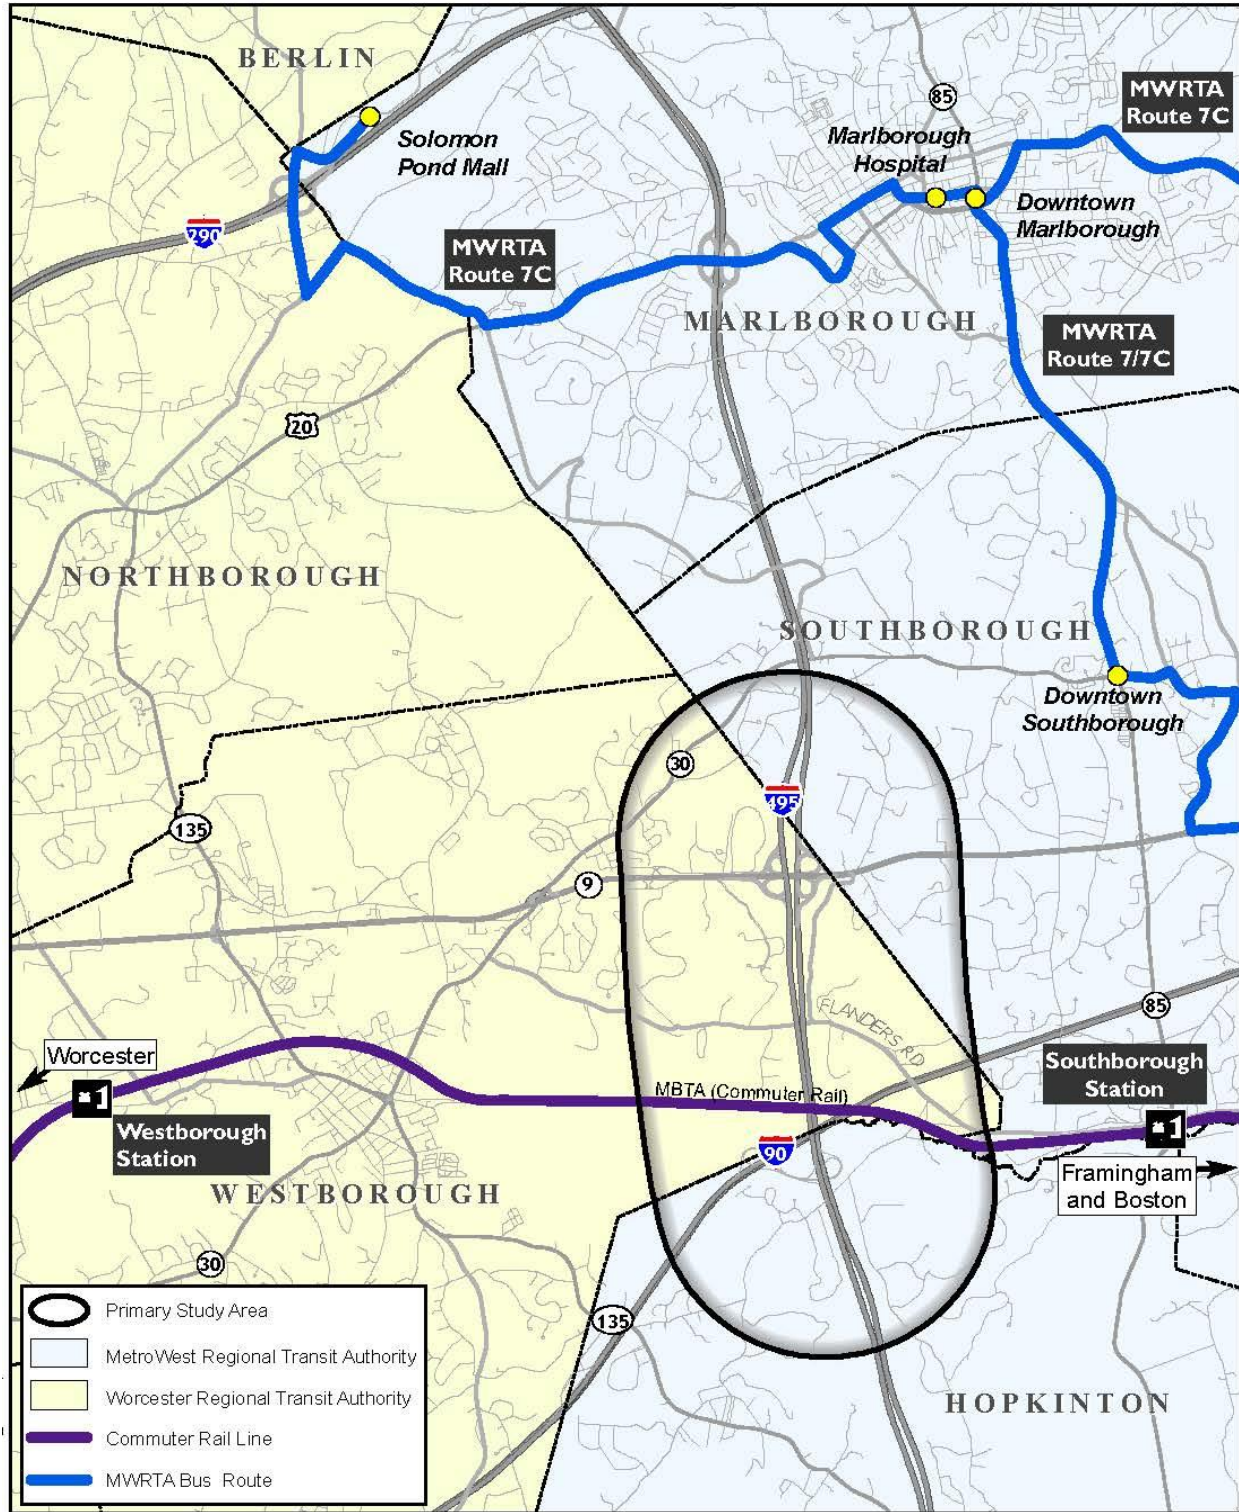 BERLIN
Solomon
Pond Mall
290
MWRTA
Route 7C
85
Marlborough
Hospital
MWRTA
Route 7C
Downtown
Marlborough
MARLBOROUGH
MWRTA
Route 7/7C
20
NORTHBOROUGH
SOUTHBOROUGH
Downtown
Southborough
30
495
135
9
FLANDERS RD
85
Worcester
MBTA (Commuter Rail)
Southborough
Station
Westborough
Station
90
Framingham
and Boston
WESTBOROUGH
30
135
HOPKINTON
Primary Study Area
MetroWest Regional Transit Authority
Worcester Regional Transit Authority
Commuter Rail Line
MWRTA Bus Route